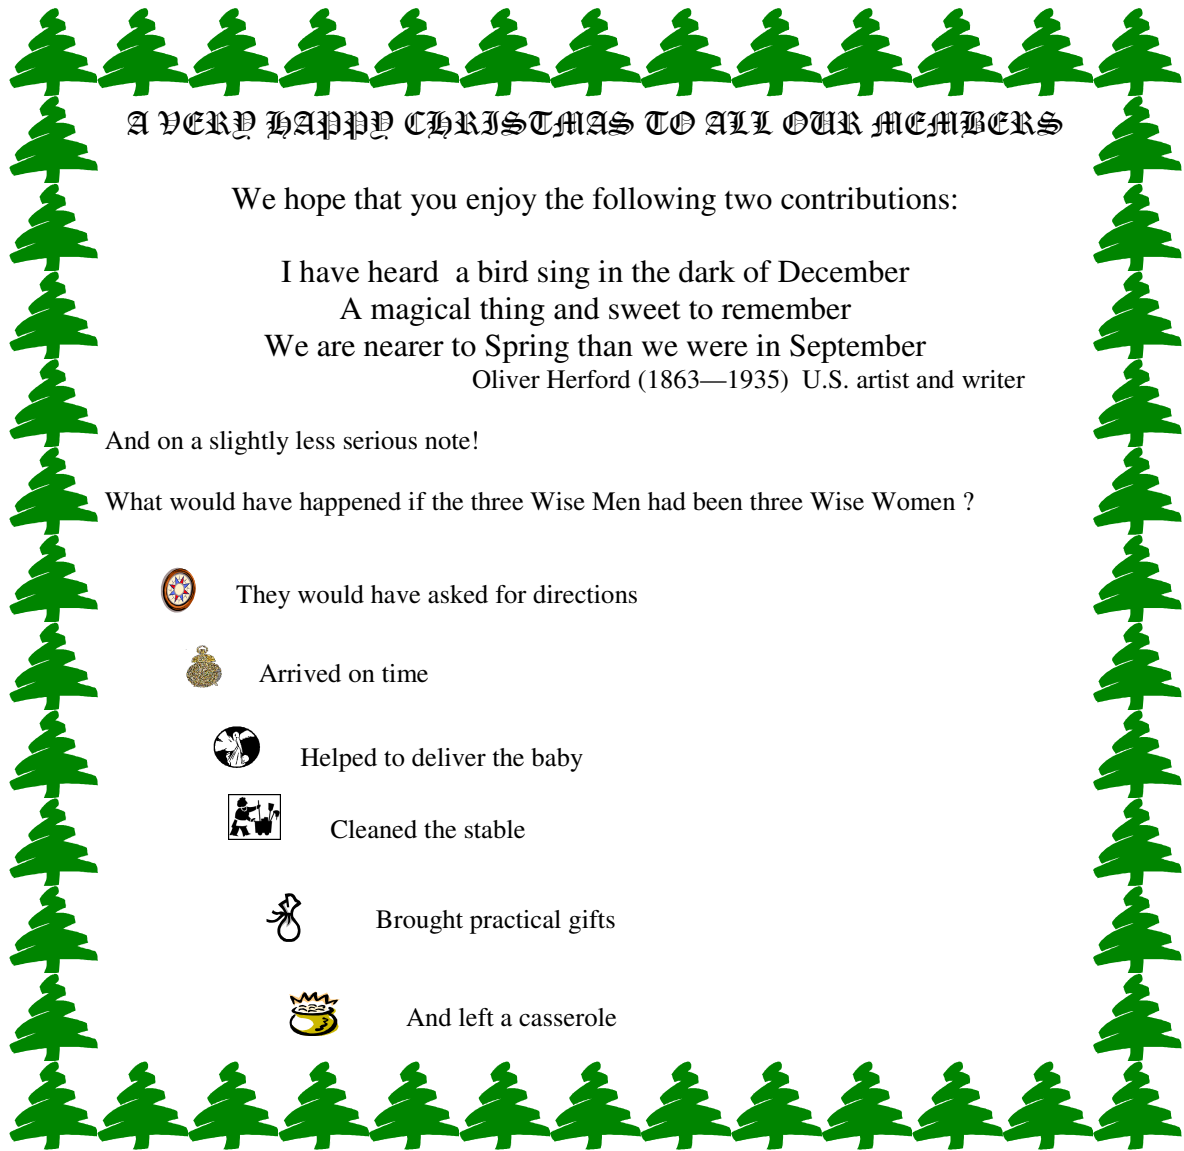 A VERY HAPPY CHRISTMAS TO ALL OUR MEMBERS
We hope that you enjoy the following two contributions:
I have heard  a bird sing in the dark of December
A magical thing and sweet to remember
We are nearer to Spring than we were in September
Oliver Herford (1863—1935)  U.S. artist and writer
And on a slightly less serious note!
What would have happened if the three Wise Men had been three Wise Women ?
They would have asked for directions
Arrived on time
Helped to deliver the baby
Cleaned the stable
Brought practical gifts
And left a casserole